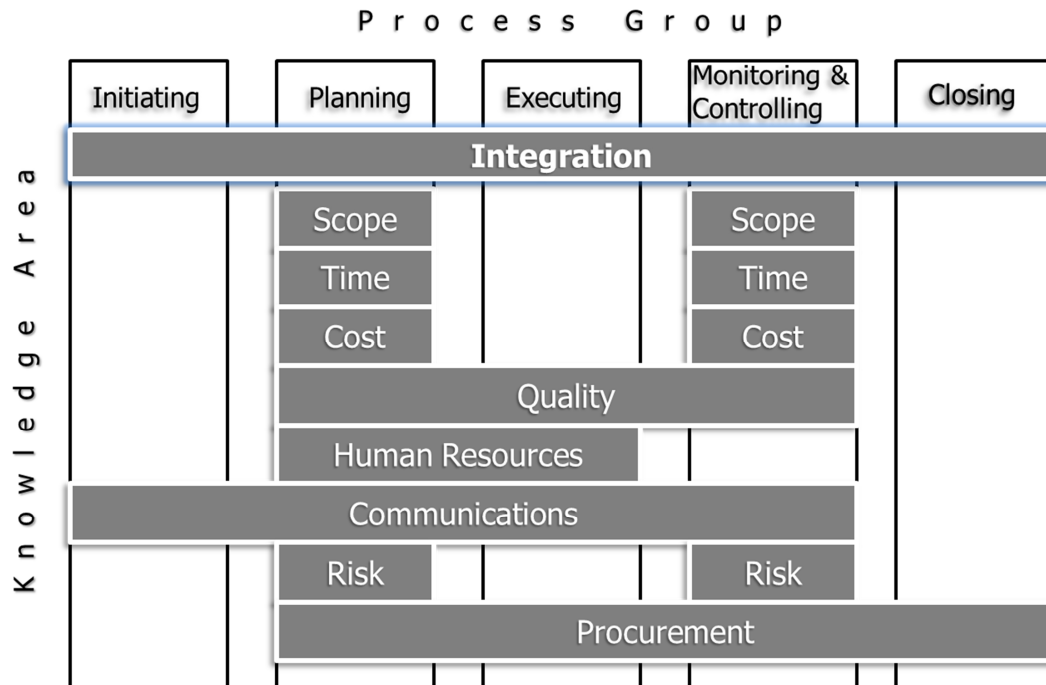 Process Group
Initiating
Planning
Executing
Monitoring &
Controlling
Closing
Knowledge Area
Integration
Scope
Scope
Time
Time
Cost
Cost
Quality
Human Resources
Communications
Risk
Risk
Procurement